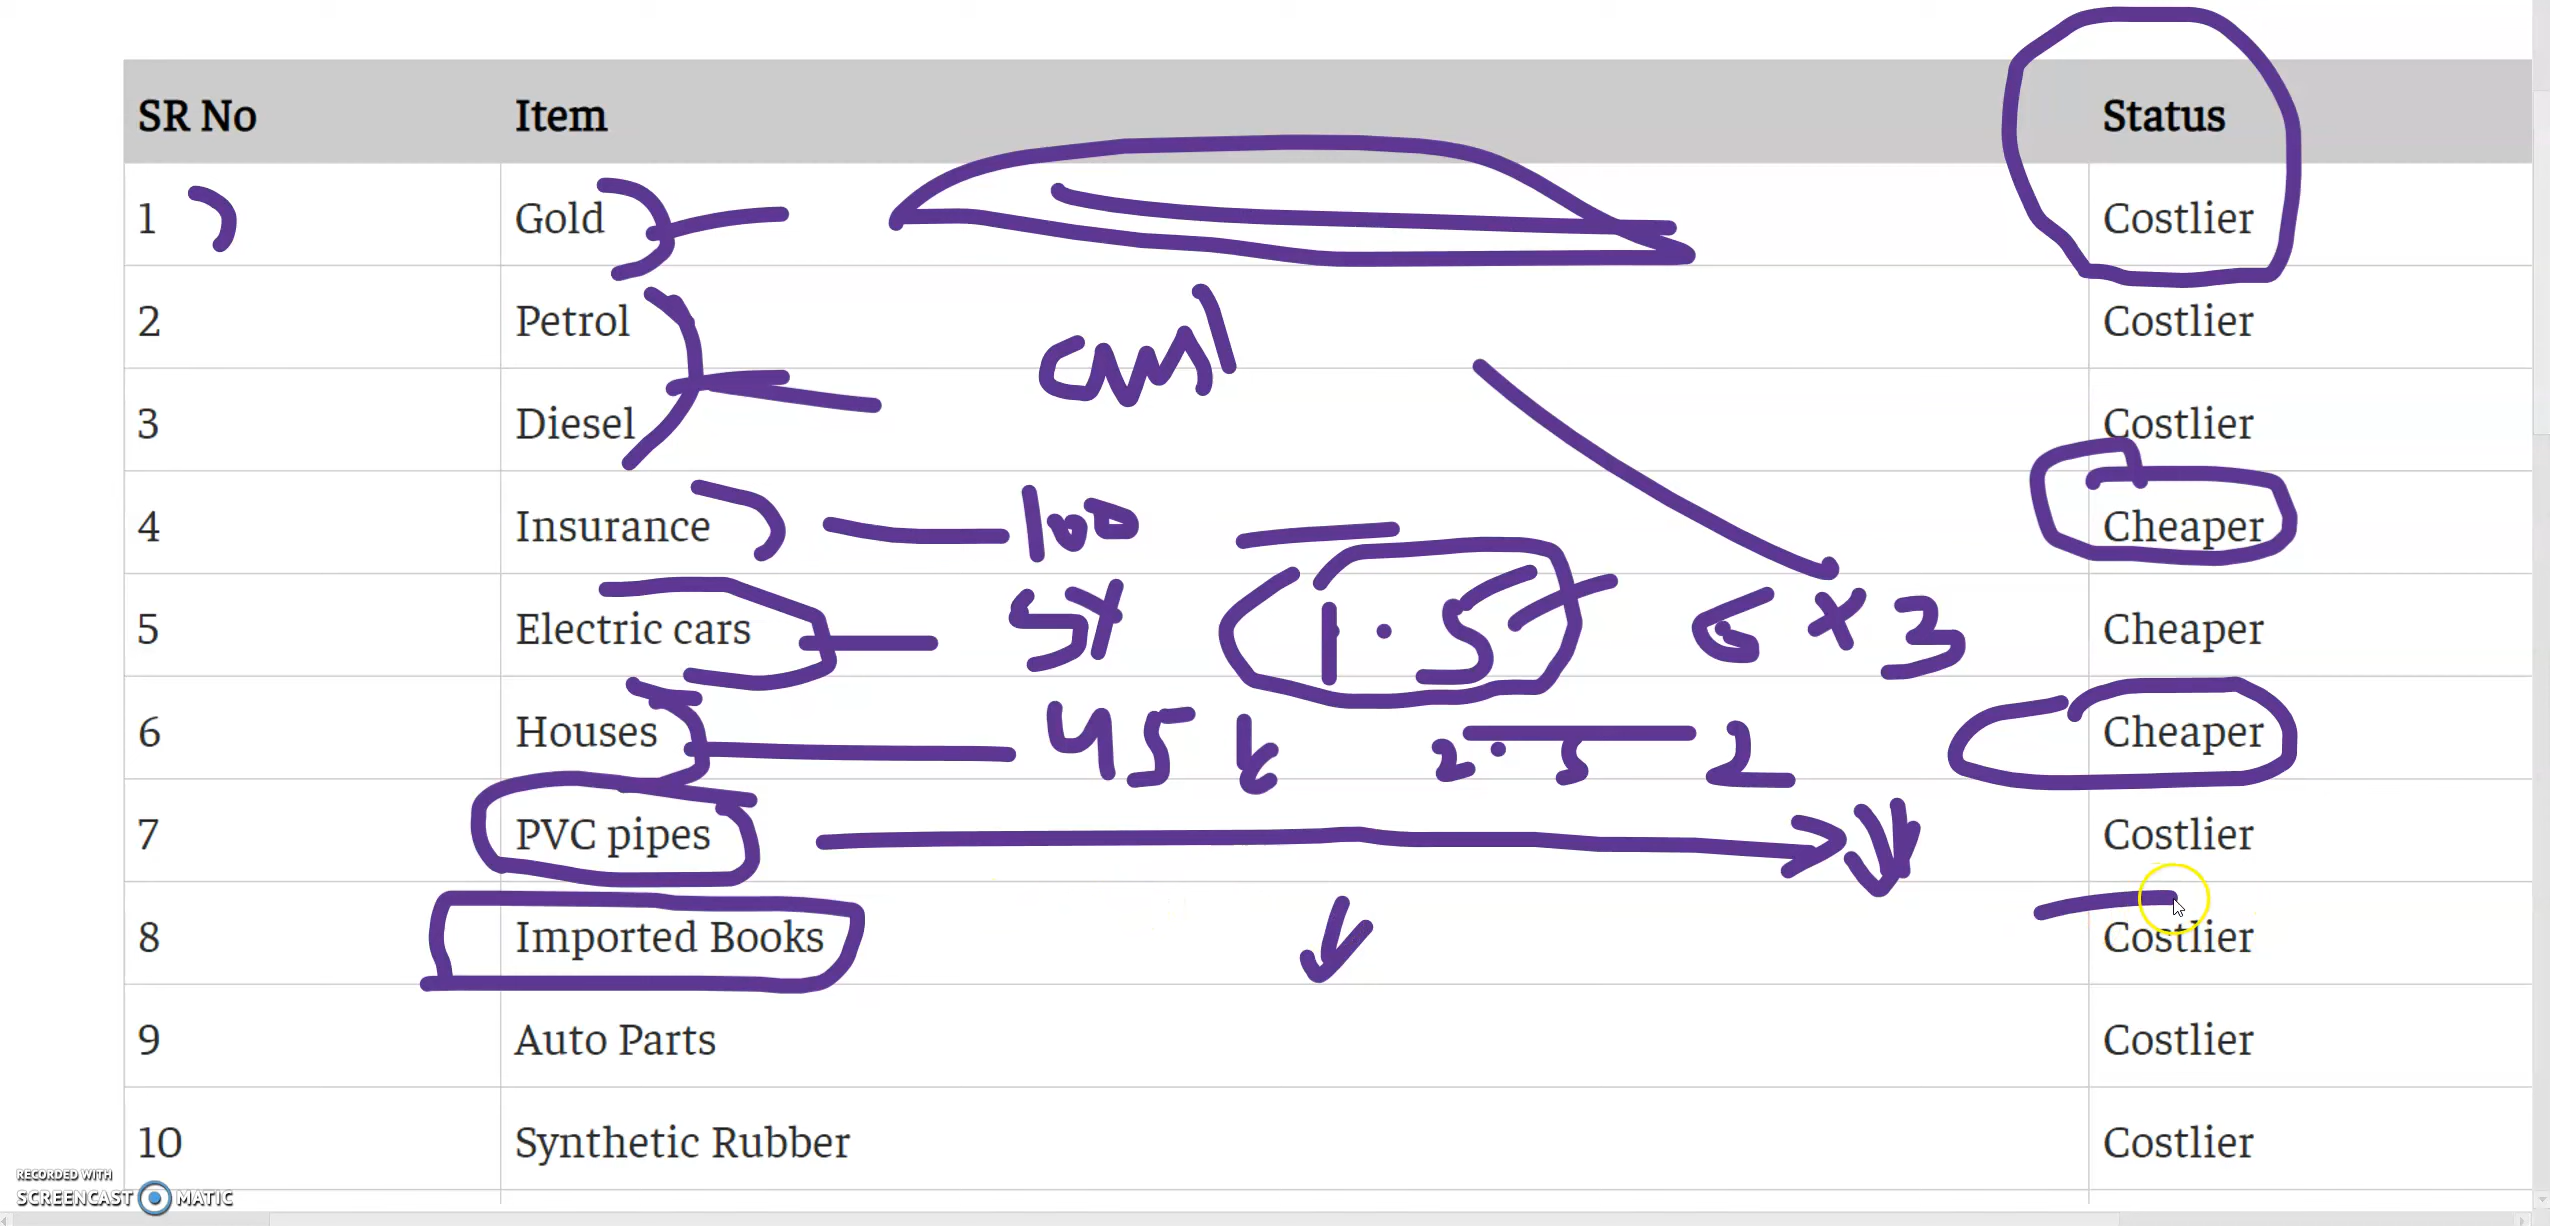 SR No Item Status
1 Gold Costlier
2 Petrol Costlier
3 Diesel Costlier
4 Insurance 100 Cheaper
5 Electric cars 1.5 6 x 3 Cheaper
6 Houses 45 2.5 2 Cheaper
7 PVC pipes Costlier
8 Imported Books Costlier
9 Auto Parts Costlier
10 Synthetic Rubber Costlier
RECORDED WITH
SCREENCAST MATIC